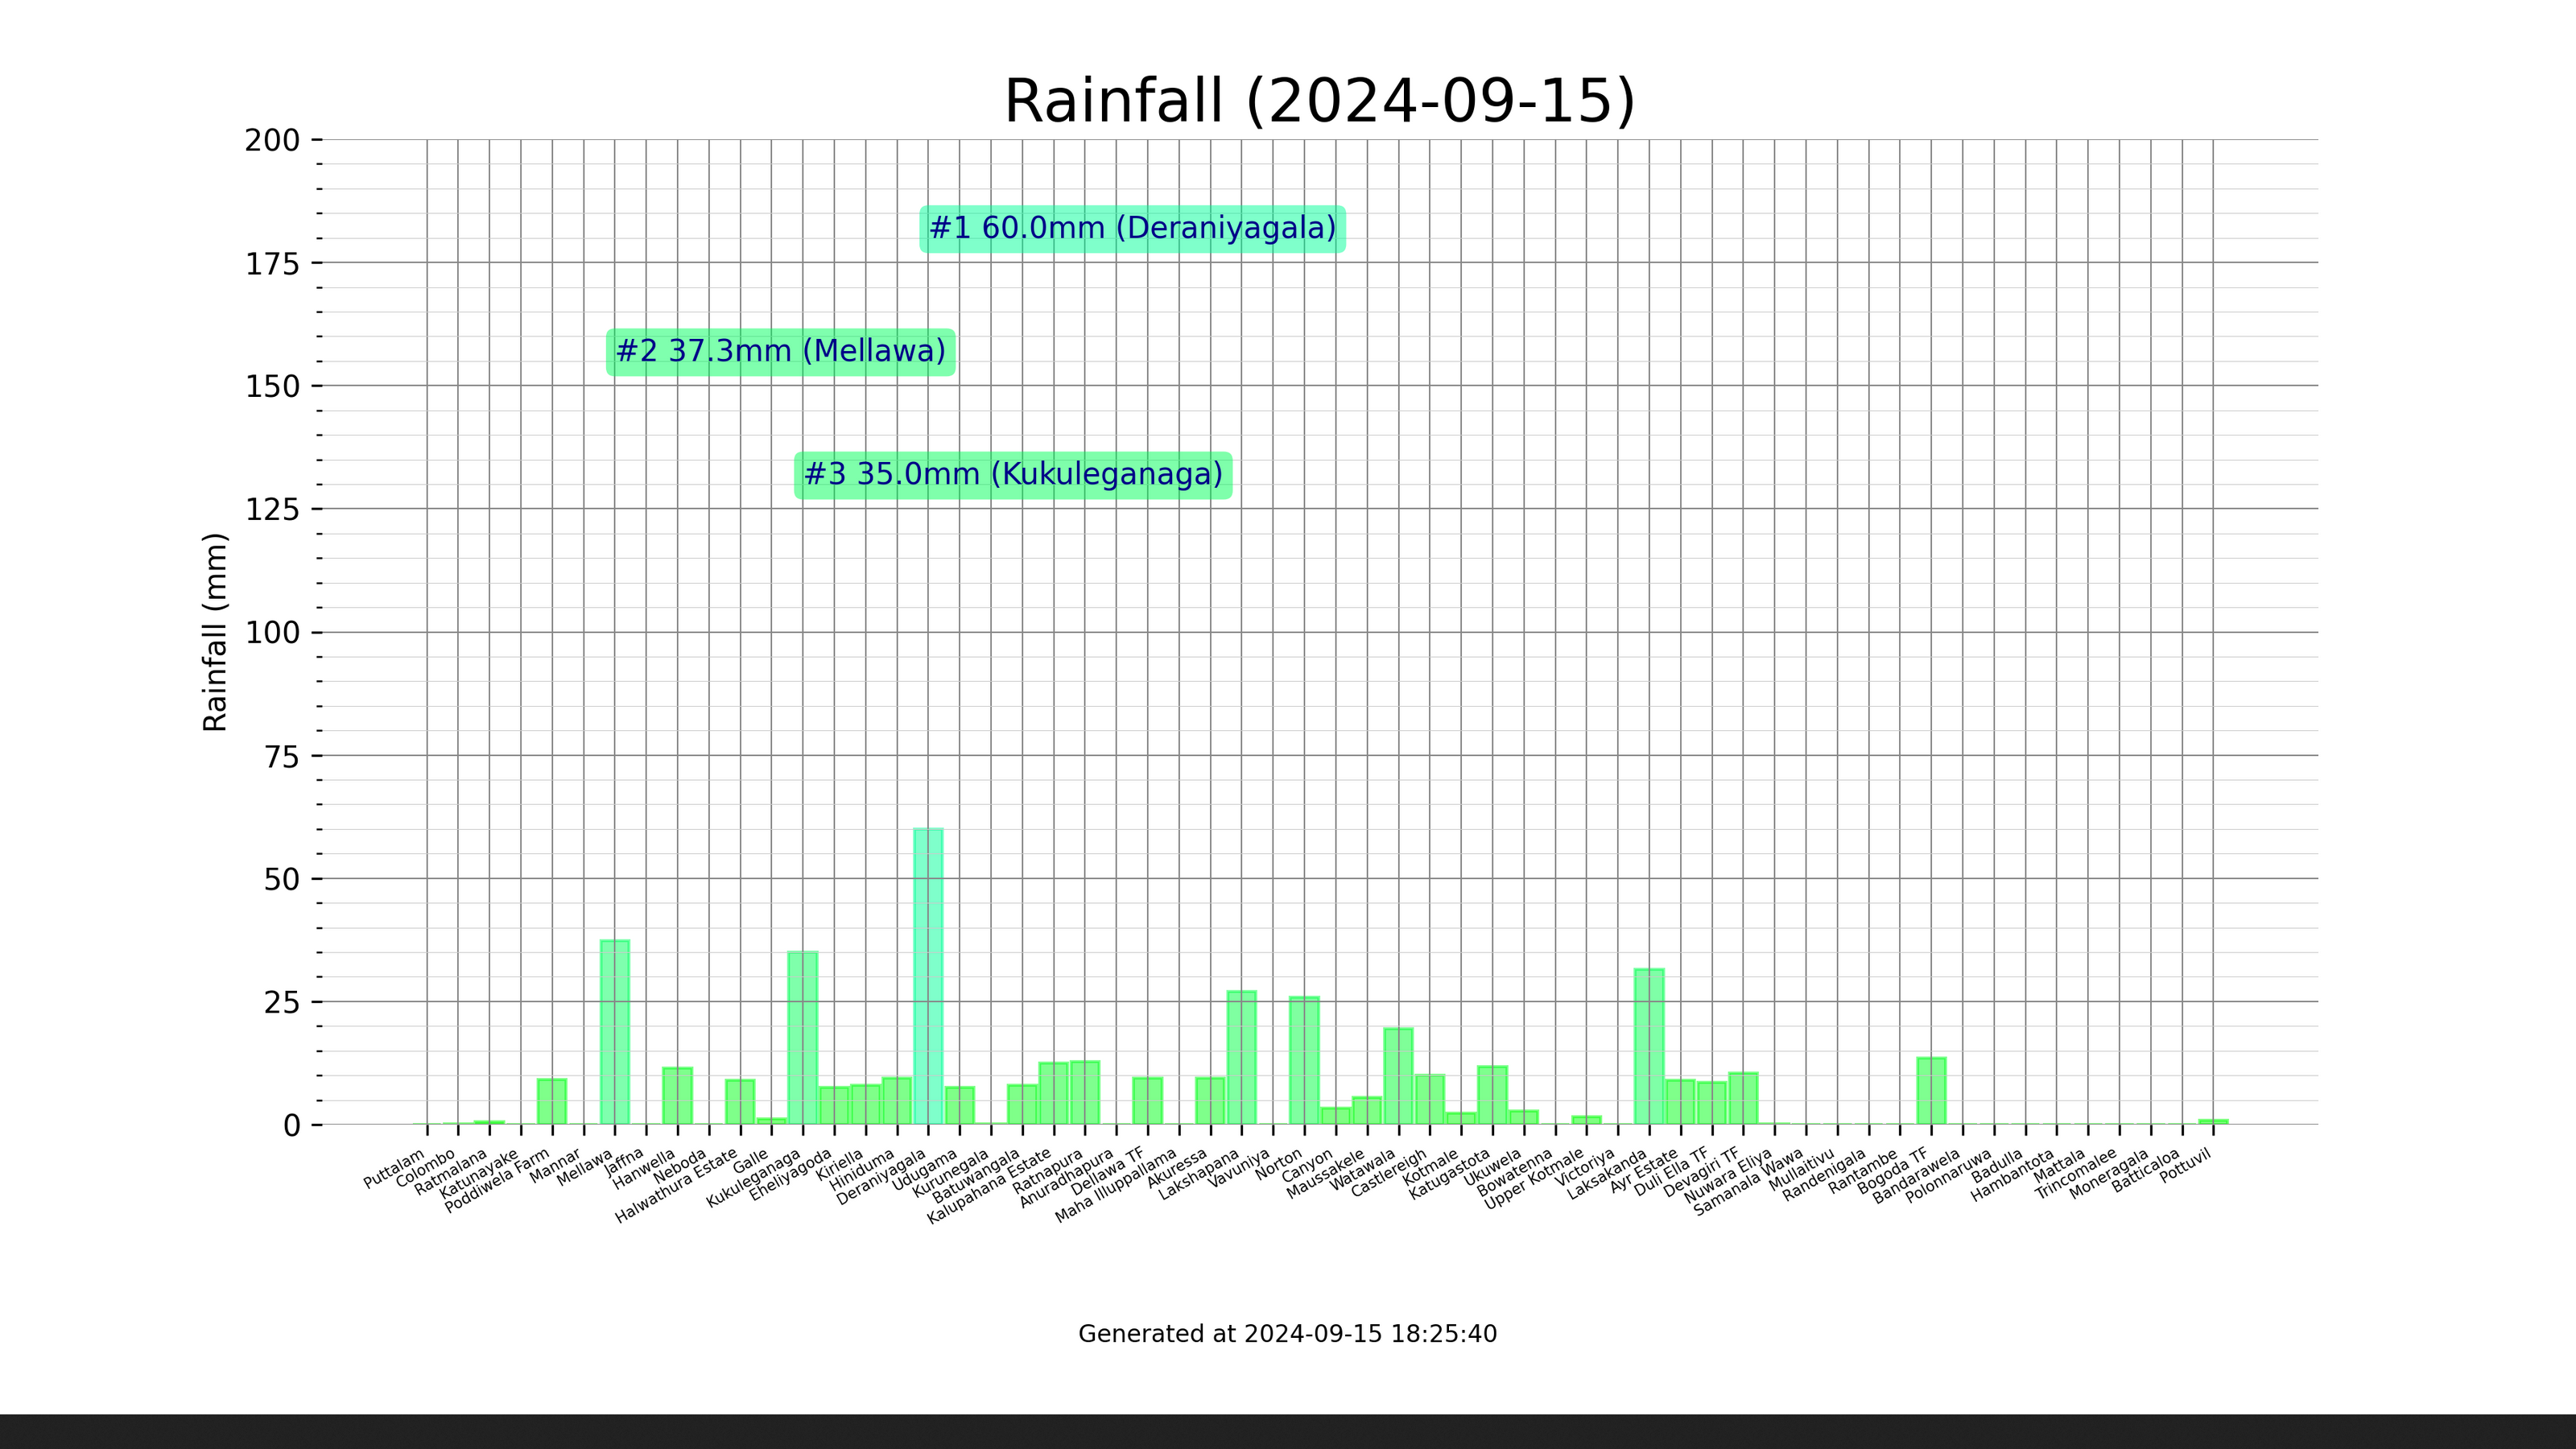 Rainfall (2024-09-15)
200
175
150
125
100
75
50
25
0
Rainfall (mm)
#1 60.0mm (Deraniyagala)
#2 37.3mm (Mellawa)
#3 35.0mm (Kukuleganaga)
Puttalam
Colombo
Ratmalana
Katunayake
Poddiwela Farm
Mannar
Mellawa
Jaffna
Hanwella
Neboda
Halwathura Estate
Galle
Kukuleganaga
Eheliyagoda
Kiriella
Hiniduma
Deraniyagala
Udugama
Kurunegala
Batuwangala
Kalupahana Estate
Ratnapura
Anuradhapura
Dellawa TF
Maha Illuppallama
Akuressa
Lakshapana
Vavuniya
Norton
Canyon
Maussakele
Watawala
Castlereigh
Kotmale
Katugastota
Ukuwela
Bowatenna
Upper Kotmale
Victoriya
Laksakanda
Ayr Estate
Duli Ella TF
Devagiri TF
Nuwara Eliya
Samanala Wawa
Mullaitivu
Randenigala
Rantambe
Bogoda TF
Bandarawela
Polonnaruwa
Badulla
Hambantota
Mattala
Trincomalee
Moneragala
Batticaloa
Pottuvil
Generated at 2024-09-15 18:25:40